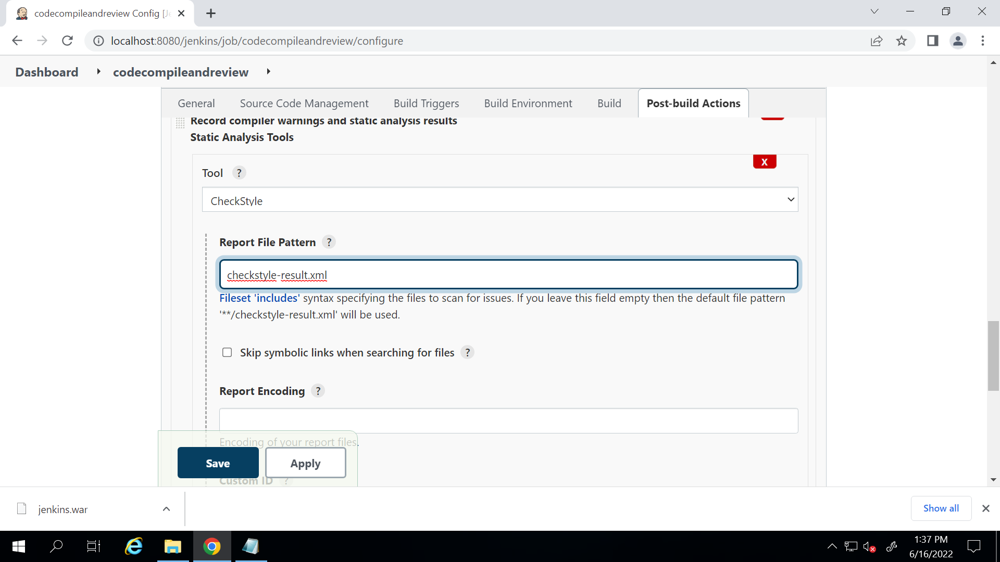 codecompileandreview Config [Je
localhost:8080/jenkins/job/codecompileandreview/configure
Dashboard codecompileandreview
General Source Code Management Build Triggers Build Environment Build Post-build Actions
Record compiler warnings and static analysis results
Static Analysis Tools
X
Tool ?
CheckStyle
Report File Pattern ?
checkstyle-result.xml
Fileset 'includes' syntax specifying the files to scan for issues. If you leave this field empty then the default file pattern
'**/checkstyle-result.xml' will be used.
Skip symbolic links when searching for files ?
Report Encoding ?
Encoding of your report files.
Save Apply
Custom ID ?
jenkins.war
Show all
1:37 PM
6/16/2022